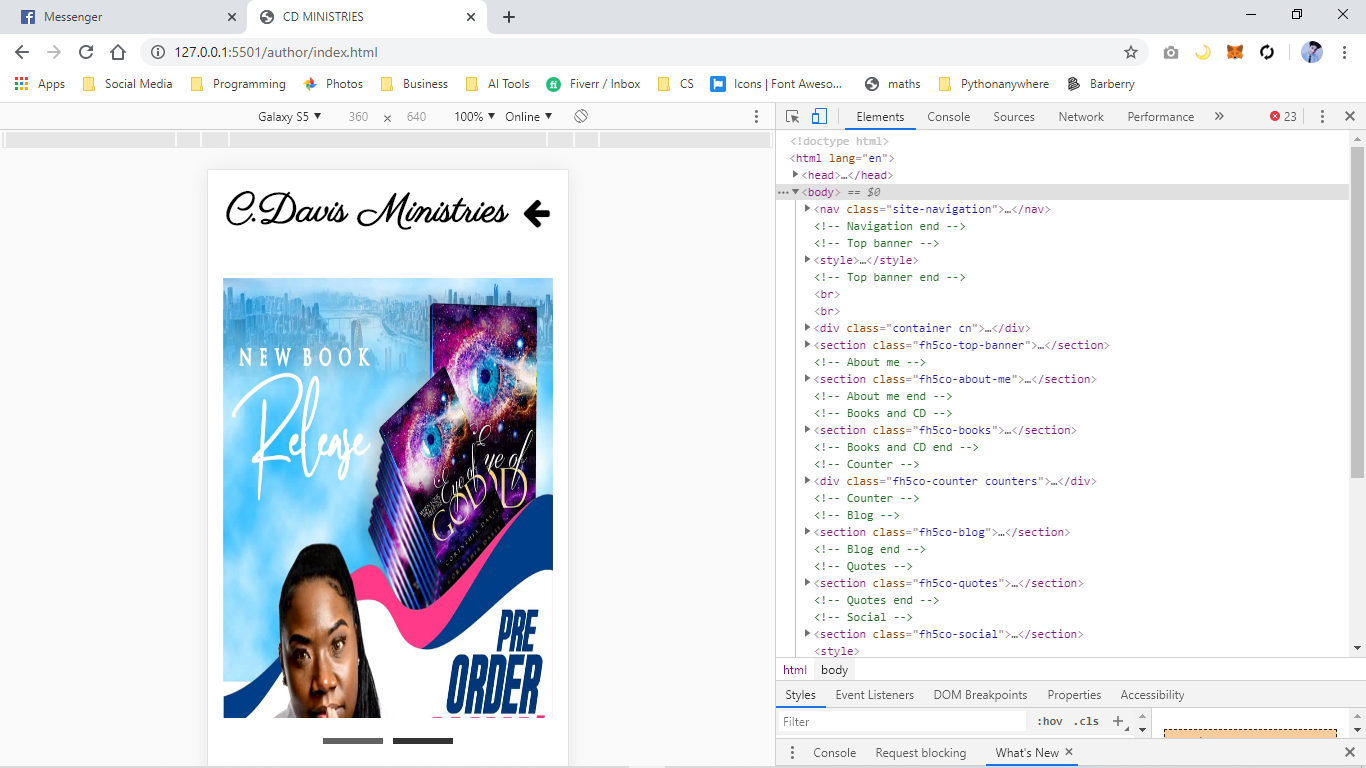 Messenger
CD MINISTRIES
127.0.0.1:5501/author/index.html
Apps Social Media Programming Photos Business AI Tools Fiverr / Inbox CS Icons | Font Aweso... maths Pythonanywhere Barberry
Galaxy S5 ▼ 360 × 640 100% ▼ Online ▼
C.Davis Ministries
NEW BOOK
Release
Eye of
GOD
PRE
ORDER
Elements Console Sources Network Performance » 23
<!doctype html>
<html lang="en">
<head>…</head>
<body> == $0
<nav class="site-navigation">…</nav>
<!-- Navigation end -->
<!-- Top banner -->
<style>…</style>
<!-- Top banner end -->
<br>
<br>
<div class="container cn">…</div>
<section class="fh5co-top-banner">…</section>
<!-- About me -->
<section class="fh5co-about-me">…</section>
<!-- About me end -->
<!-- Books and CD -->
<section class="fh5co-books">…</section>
<!-- Books and CD end -->
<!-- Counter -->
<div class="fh5co-counter counters">…</div>
<!-- Counter -->
<!-- Blog -->
<section class="fh5co-blog">…</section>
<!-- Blog end -->
<!-- Quotes -->
<section class="fh5co-quotes">…</section>
<!-- Quotes end -->
<!-- Social -->
<section class="fh5co-social">…</section>
<style>
html body
Styles Event Listeners DOM Breakpoints Properties Accessibility
Filter :hov .cls +
Console Request blocking What's New ×